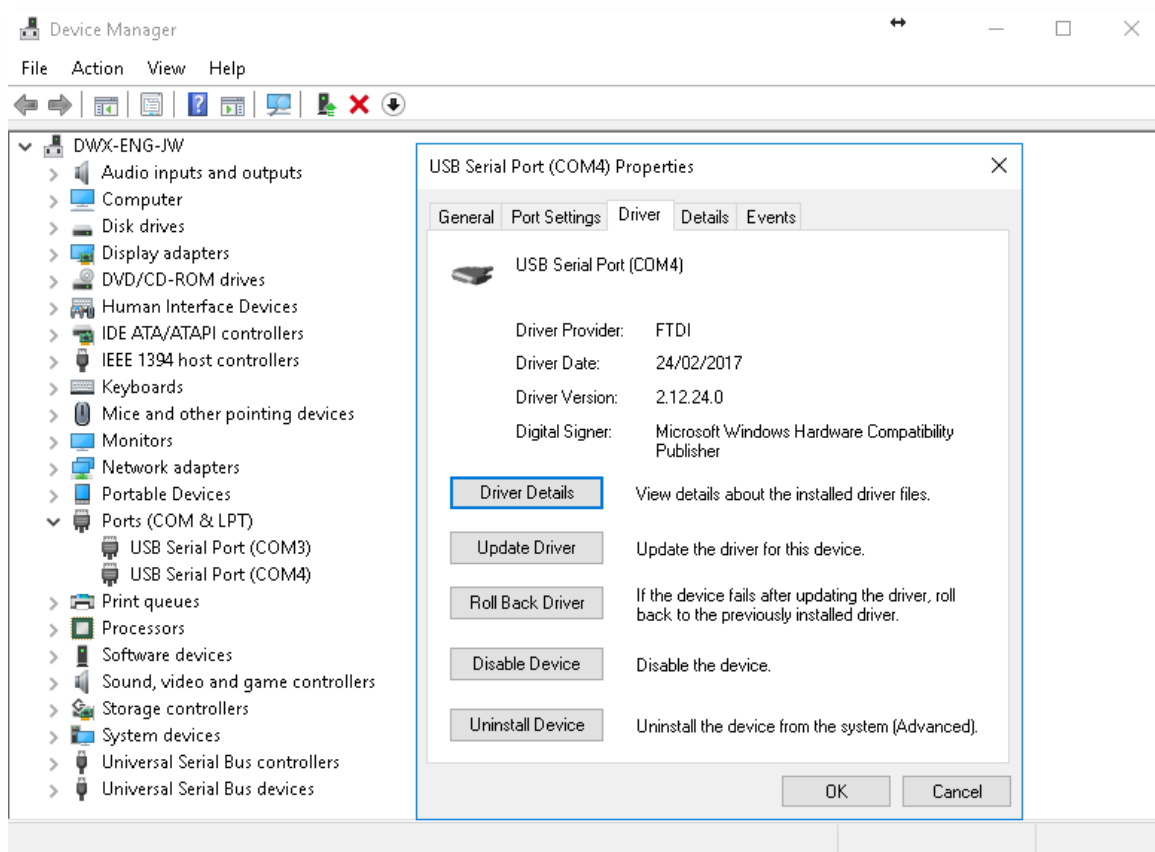 Device Manager
File Action View Help
DWX-ENG-JW
Audio inputs and outputs
Computer
Disk drives
Display adapters
DVD/CD-ROM drives
Human Interface Devices
IDE ATA/ATAPI controllers
IEEE 1394 host controllers
Keyboards
Mice and other pointing devices
Monitors
Network adapters
Portable Devices
Ports (COM & LPT)
USB Serial Port (COM3)
USB Serial Port (COM4)
Print queues
Processors
Software devices
Sound, video and game controllers
Storage controllers
System devices
Universal Serial Bus controllers
Universal Serial Bus devices
USB Serial Port (COM4) Properties
General Port Settings Driver Details Events
USB Serial Port (COM4)
Driver Provider: FTDI
Driver Date: 24/02/2017
Driver Version: 2.12.24.0
Digital Signer: Microsoft Windows Hardware Compatibility
Publisher
Driver Details View details about the installed driver files.
Update Driver Update the driver for this device.
Roll Back Driver If the device fails after updating the driver, roll
back to the previously installed driver.
Disable Device Disable the device.
Uninstall Device Uninstall the device from the system (Advanced).
OK Cancel